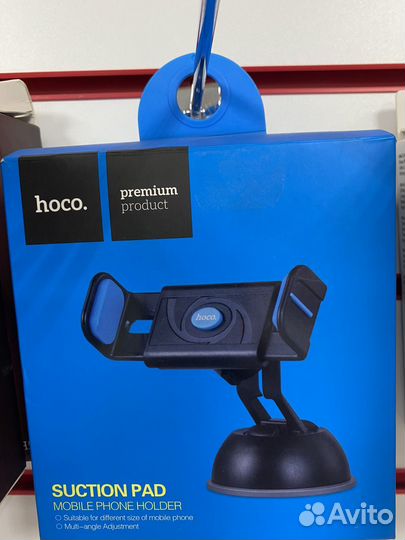 hoco.
premium
product
hoco.
SUCTION PAD
MOBILE PHONE HOLDER
Suitable for different size of mobile phone
Multi-angle Adjustment
Avito